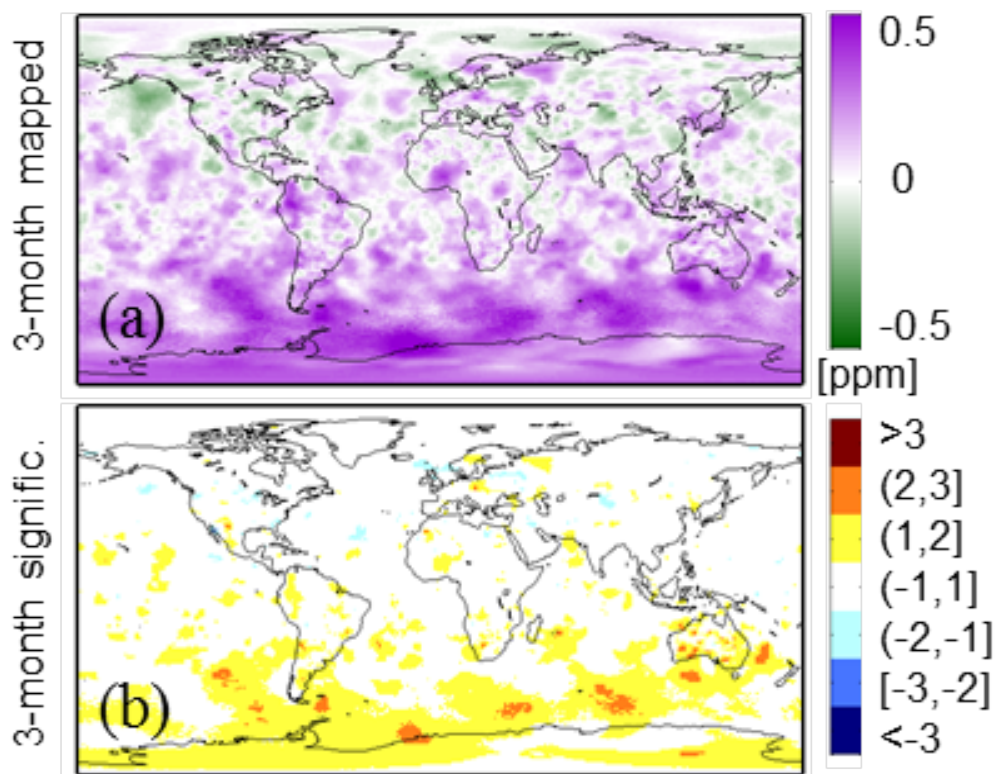 3-month mapped
(a)
0.5
0
-0.5
[ppm]
3-month signific.
(b)
>3
(2,3]
(1,2]
(-1,1]
(-2,-1]
[-3,-2]
<-3